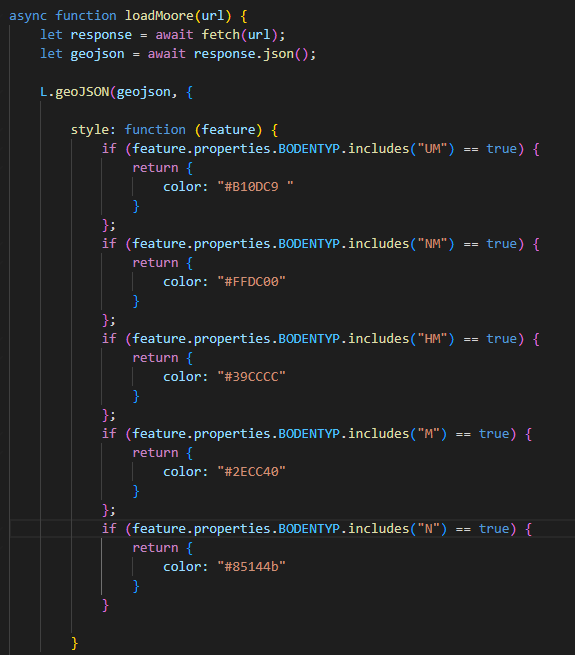 async function loadMoore(url) {
    let response = await fetch(url);
    let geojson = await response.json();
    L.geoJSON(geojson, {
        style: function (feature) {
            if (feature.properties.BODENTYP.includes("UM") == true) {
                return {
                    color: "#B10DC9 "
                }
            };
            if (feature.properties.BODENTYP.includes("NM") == true) {
                return {
                    color: "#FFDC00"
                }
            };
            if (feature.properties.BODENTYP.includes("HM") == true) {
                return {
                    color: "#39CCCC"
                }
            };
            if (feature.properties.BODENTYP.includes("M") == true) {
                return {
                    color: "#2ECC40"
                }
            };
            if (feature.properties.BODENTYP.includes("N") == true) {
                return {
                    color: "#85144b"
                }
            }
        }